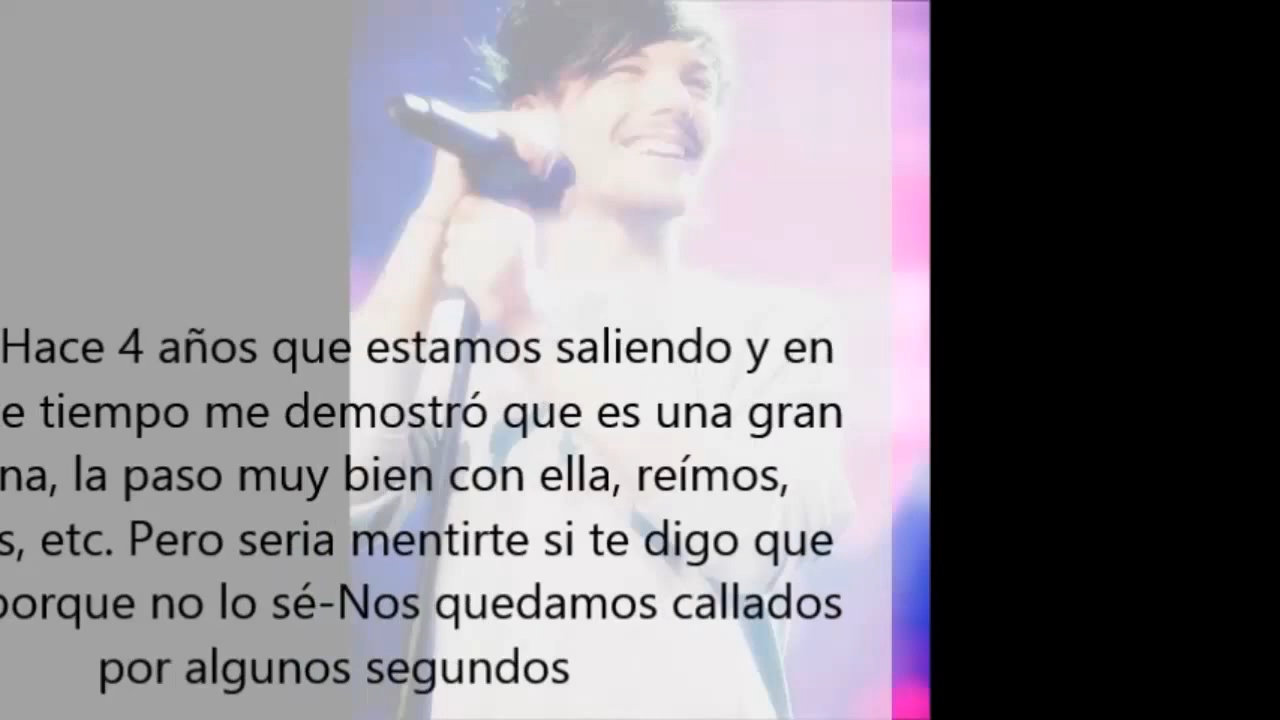 Hace 4 años que estamos saliendo y en
e tiempo me demostró que es una gran
na, la paso muy bien con ella, reímos,
s, etc. Pero seria mentirte si te digo que
porque no lo sé-Nos quedamos callados
por algunos segundos